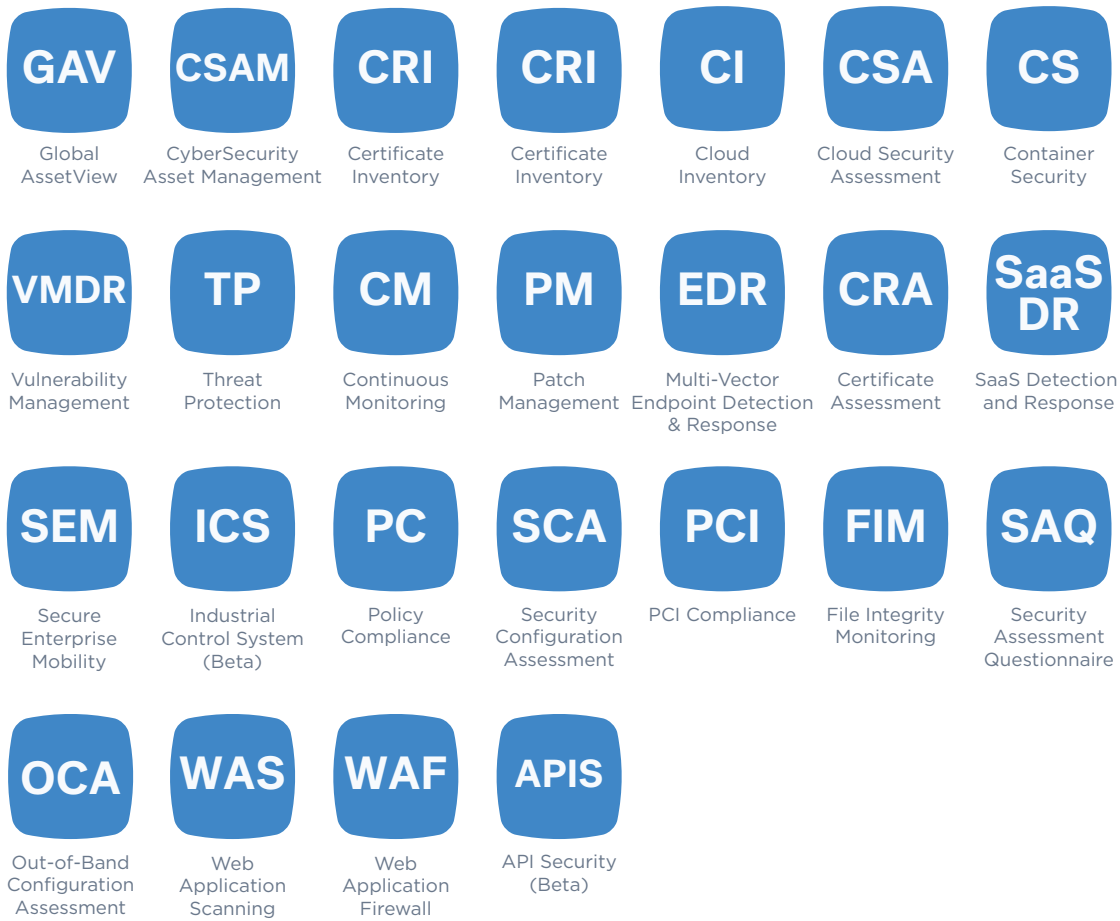 GAV
Global
AssetView
CSAM
CyberSecurity
Asset Management
CRI
Certificate
Inventory
CRI
Certificate
Inventory
CI
Cloud
Inventory
CSA
Cloud Security
Assessment
CS
Container
Security
VMDR
Vulnerability
Management
TP
Threat
Protection
CM
Continuous
Monitoring
PM
Patch
Management
EDR
Multi-Vector
Endpoint Detection
& Response
CRA
Certificate
Assessment
SaaS
DR
SaaS Detection
and Response
SEM
Secure
Enterprise
Mobility
ICS
Industrial
Control System
(Beta)
PC
Policy
Compliance
SCA
Security
Configuration
Assessment
PCI
PCI Compliance
FIM
File Integrity
Monitoring
SAQ
Security
Assessment
Questionnaire
OCA
Out-of-Band
Configuration
Assessment
WAS
Web
Application
Scanning
WAF
Web
Application
Firewall
APIS
API Security
(Beta)